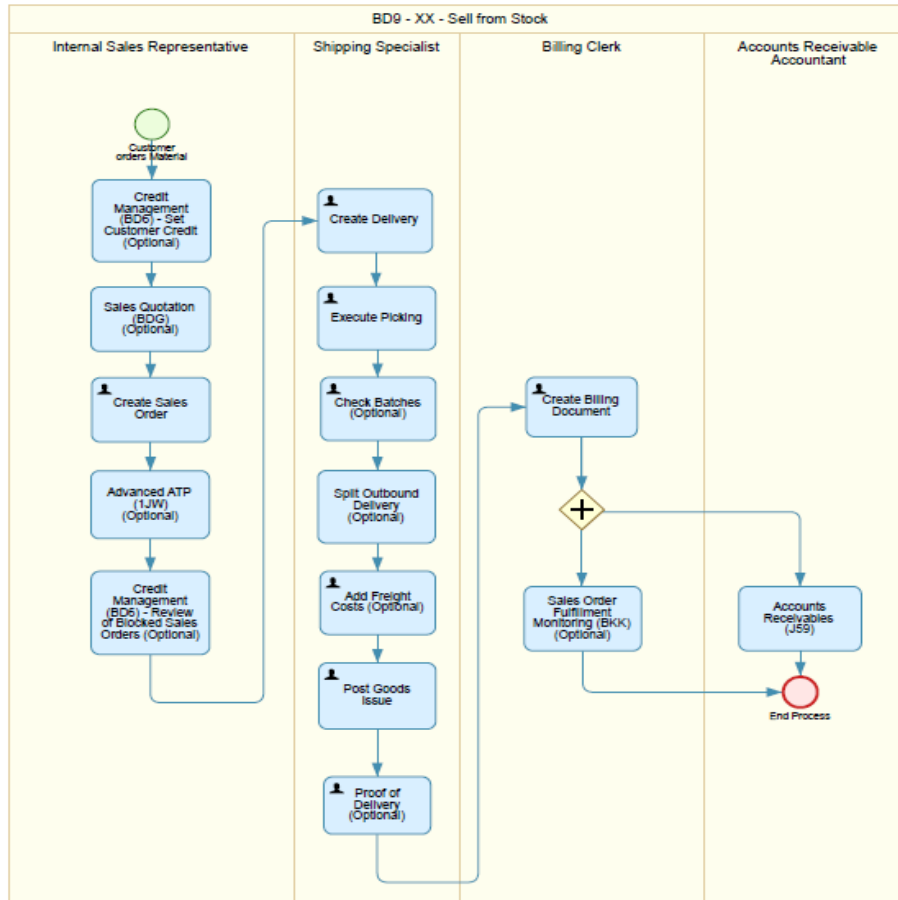 BD9 - XX - Sell from Stock
Internal Sales Representative
Shipping Specialist
Billing Clerk
Accounts Receivable
Accountant
Customer
orders Material
Credit
Management
(BD6) - Set
Customer Credit
(Optional)
Sales Quotation
(BDG)
(Optional)
Create Sales
Order
Advanced ATP
(1JW)
(Optional)
Credit
Management
(BD6) - Review
of Blocked Sales
Orders (Optional)
Create Delivery
Execute Picking
Check Batches
(Optional)
Split Outbound
Delivery
(Optional)
Add Freight
Costs (Optional)
Post Goods
Issue
Proof of
Delivery
(Optional)
Create Billing
Document
Sales Order
Fulfillment
Monitoring (BKK)
(Optional)
Accounts
Receivables
(J59)
End Process